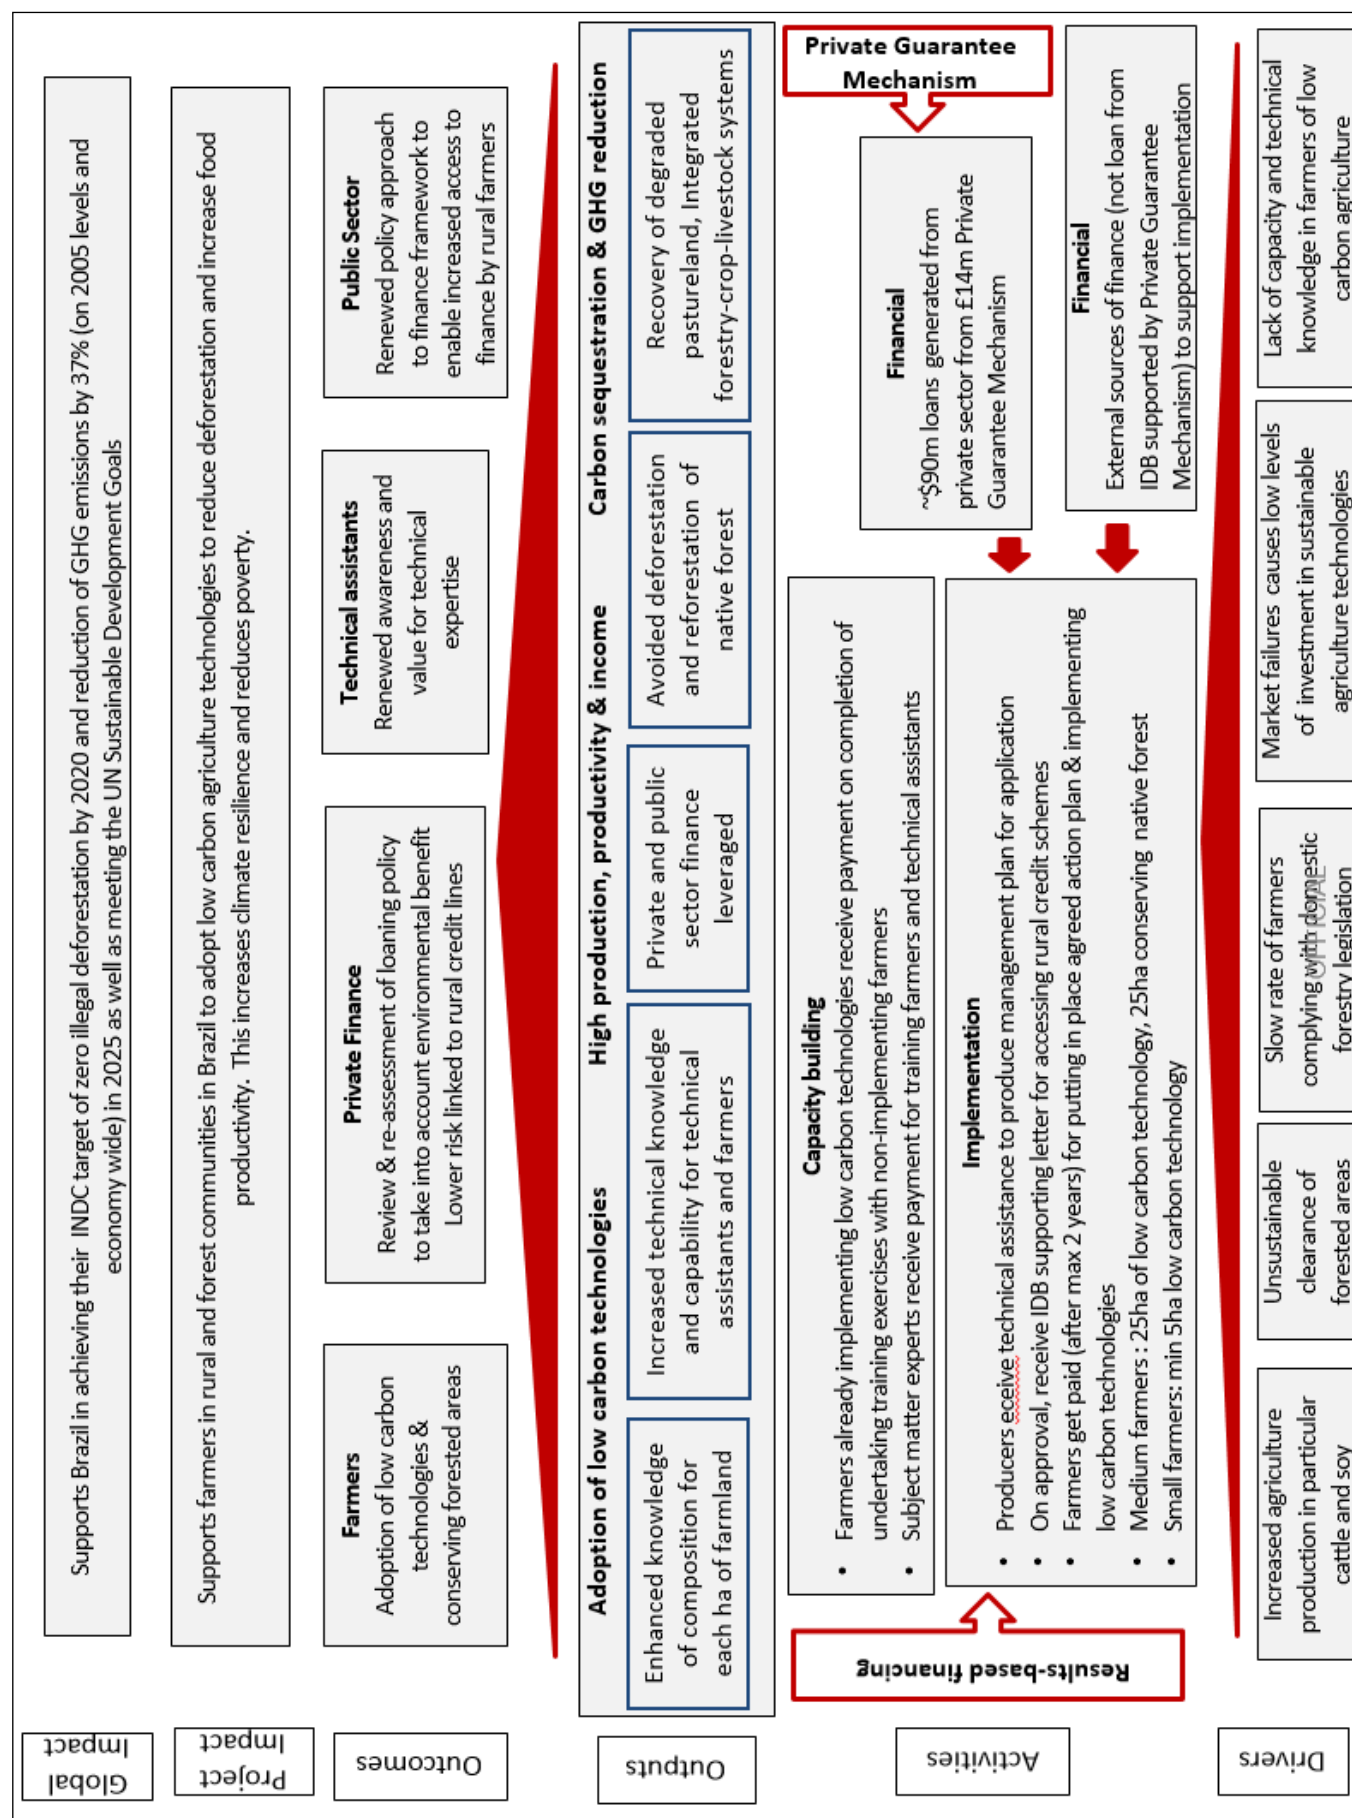 Global
Impact
Supports Brazil in achieving their INDC target of zero illegal deforestation by 2020 and reduction of GHG emissions by 37% (on 2005 levels and
economy wide) in 2025 as well as meeting the UN Sustainable Development Goals
Project
Impact
Supports farmers in rural and forest communities in Brazil to adopt low carbon agriculture technologies to reduce deforestation and increase food
productivity. This increases climate resilience and reduces poverty.
Outcomes
Farmers
Adoption of low carbon
technologies &
conserving forested areas
Private Finance
Review & re-assessment of loaning policy
to take into account environmental benefit
Lower risk linked to rural credit lines
Technical assistants
Renewed awareness and
value for technical
expertise
Public Sector
Renewed policy approach
to finance framework to
enable increased access to
finance by rural farmers
Outputs
Adoption of low carbon technologies
High production, productivity & income
Carbon sequestration & GHG reduction
Enhanced knowledge
of composition for
each ha of farmland
Increased technical knowledge
and capability for technical
assistants and farmers
Private and public
sector finance
leveraged
Avoided deforestation
and reforestation of
native forest
Recovery of degraded
pastureland, Integrated
forestry-crop-livestock systems
Activities
Results-based financing
Capacity building
• Farmers already implementing low carbon technologies receive payment on completion of
undertaking training exercises with non-implementing farmers
• Subject matter experts receive payment for training farmers and technical assistants
Implementation
• Producers eceive technical assistance to produce management plan for application
• On approval, receive IDB supporting letter for accessing rural credit schemes
• Farmers get paid (after max 2 years) for putting in place agreed action plan & implementing
low carbon technologies
• Medium farmers : 25ha of low carbon technology, 25ha conserving native forest
• Small farmers: min 5ha low carbon technology
Private Guarantee
Mechanism
Financial
~$90m loans generated from
private sector from £14m Private
Guarantee Mechanism
Financial
External sources of finance (not loan from
IDB supported by Private Guarantee
Mechanism) to support implementation
Drivers
Increased agriculture
production in particular
cattle and soy
Unsustainable
clearance of
forested areas
Slow rate of farmers
complying with domestic
forestry legislation
OFFICIAL
Market failures causes low levels
of investment in sustainable
agriculture technologies
Lack of capacity and technical
knowledge in farmers of low
carbon agriculture